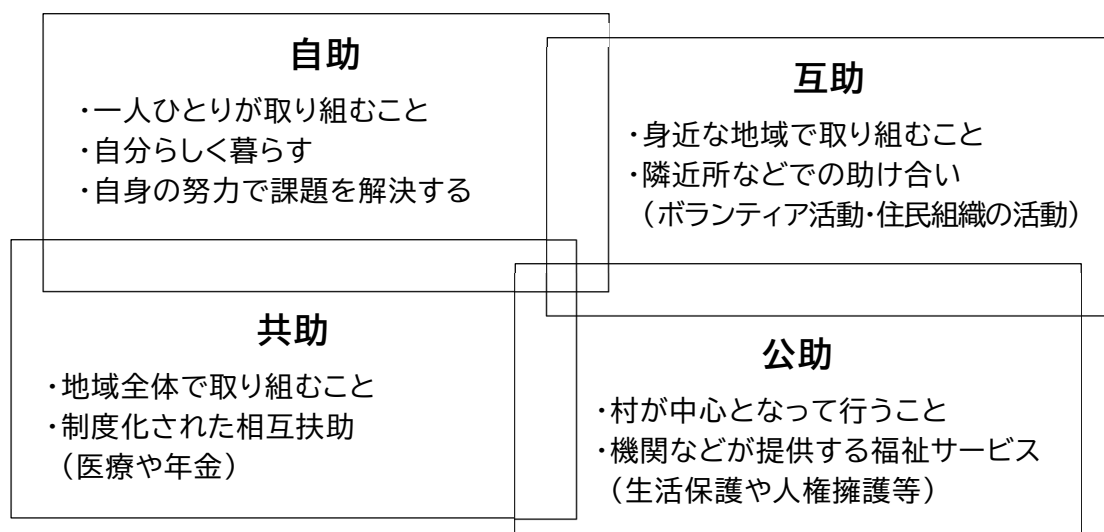 自助
・一人ひとりが取り組むこと
・自分らしく暮らす
・自身の努力で課題を解決する
互助
・身近な地域で取り組むこと
・隣近所などでの助け合い
（ボランティア活動・住民組織の活動）
共助
・地域全体で取り組むこと
・制度化された相互扶助
（医療や年金）
公助
・村が中心となって行うこと
・機関などが提供する福祉サービス
（生活保護や人権擁護等）